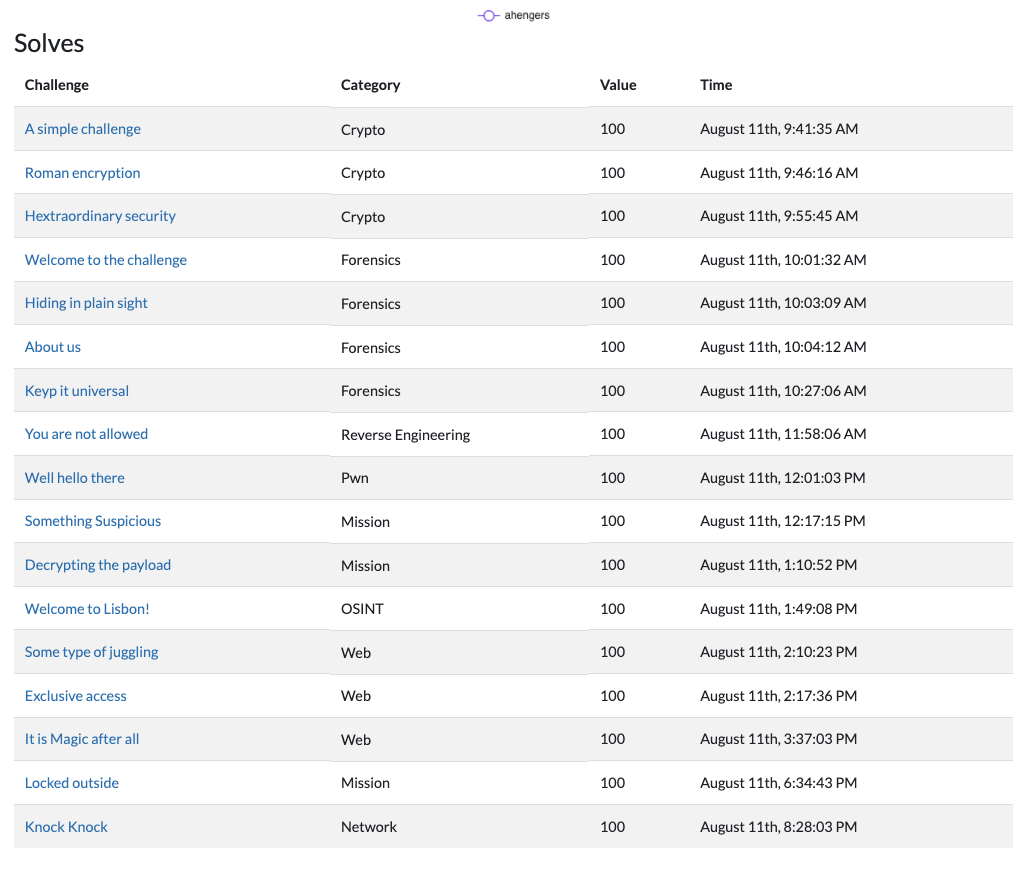 ahengers
Solves
Challenge Category Value Time
A simple challenge Crypto 100 August 11th, 9:41:35 AM
Roman encryption Crypto 100 August 11th, 9:46:16 AM
Hextraordinary security Crypto 100 August 11th, 9:55:45 AM
Welcome to the challenge Forensics 100 August 11th, 10:01:32 AM
Hiding in plain sight Forensics 100 August 11th, 10:03:09 AM
About us Forensics 100 August 11th, 10:04:12 AM
Keyp it universal Forensics 100 August 11th, 10:27:06 AM
You are not allowed Reverse Engineering 100 August 11th, 11:58:06 AM
Well hello there Pwn 100 August 11th, 12:01:03 PM
Something Suspicious Mission 100 August 11th, 12:17:15 PM
Decrypting the payload Mission 100 August 11th, 1:10:52 PM
Welcome to Lisbon! OSINT 100 August 11th, 1:49:08 PM
Some type of juggling Web 100 August 11th, 2:10:23 PM
Exclusive access Web 100 August 11th, 2:17:36 PM
It is Magic after all Web 100 August 11th, 3:37:03 PM
Locked outside Mission 100 August 11th, 6:34:43 PM
Knock Knock Network 100 August 11th, 8:28:03 PM